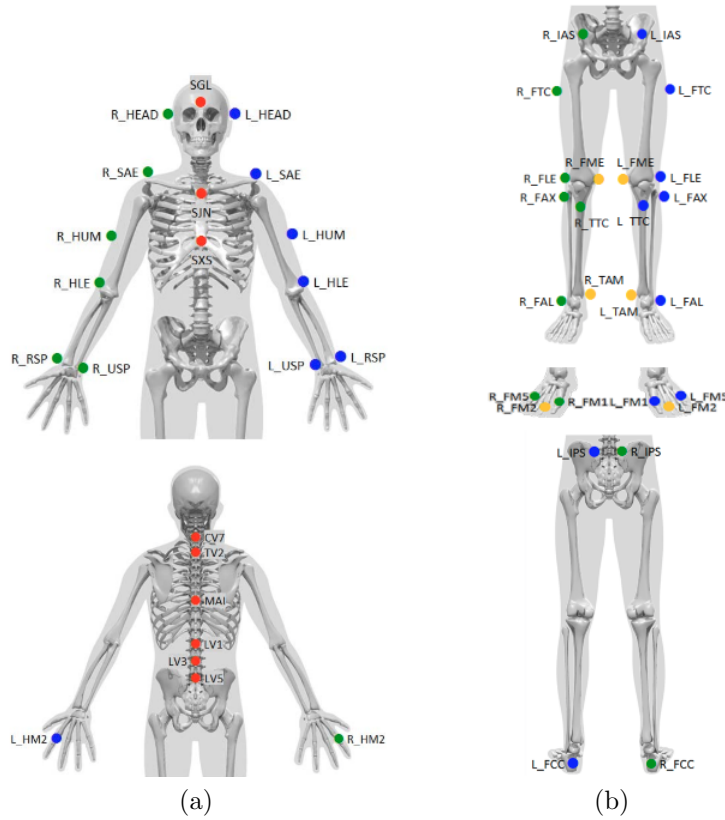 SGL
R_HEAD L_HEAD
R_SAE L_SAE
SJN
R_HUM L_HUM
SXS
R_HLE L_HLE
R_RSP L_USP L_RSP
R_USP
CV7
TV2
MAI
LV1
LV3
LV5
L_HM2 R_HM2
(a)
R_IAS L_IAS
R_FTC L_FTC
R_FME L_FME
R_FLE L_FLE
R_FAX L_FAX
R_TTC L_TTC
R_TAM
R_FAL L_FAL
L_TAM
R_FM5 R_FM1 L_FM1 L_FM5
R_FM2 L_FM2
L_IPS R_IPS
L_FCC R_FCC
(b)